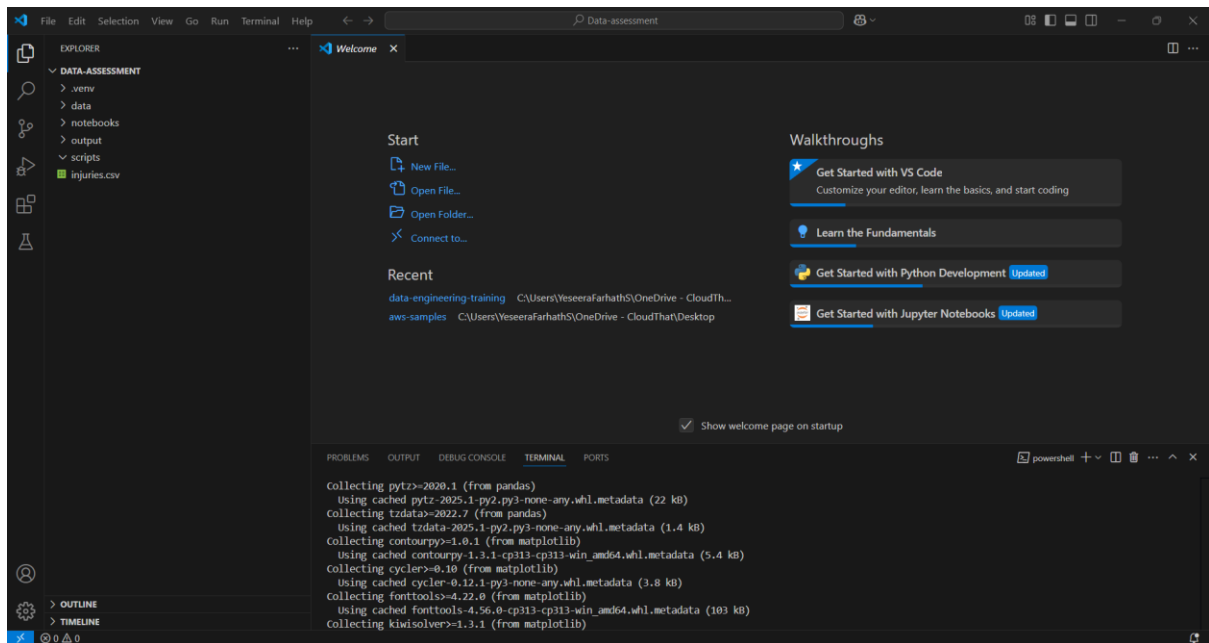 File Edit Selection View Go Run Terminal Help
Data-assessment
EXPLORER
DATA-ASSESSMENT
.venv
data
notebooks
output
scripts
injuries.csv
OUTLINE
TIMELINE
Welcome
Start
New File...
Open File...
Open Folder...
Connect to...
Recent
data-engineering-training C:\Users\YeseeraFarhathS\OneDrive - CloudTh...
aws-samples C:\Users\YeseeraFarhathS\OneDrive - CloudThat\Desktop
Walkthroughs
Get Started with VS Code
Customize your editor, learn the basics, and start coding
Learn the Fundamentals
Get Started with Python Development Updated
Get Started with Jupyter Notebooks Updated
Show welcome page on startup
PROBLEMS OUTPUT DEBUG CONSOLE TERMINAL PORTS
powershell
Collecting pytz>=2020.1 (from pandas)
Using cached pytz-2025.1-py2.py3-none-any.whl.metadata (22 kB)
Collecting tzdata>=2022.7 (from pandas)
Using cached tzdata-2025.1-py2.py3-none-any.whl.metadata (1.4 kB)
Collecting contourpy>=1.0.1 (from matplotlib)
Using cached contourpy-1.3.1-cp313-cp313-win_amd64.whl.metadata (5.4 kB)
Collecting cycler>=0.10 (from matplotlib)
Using cached cycler-0.12.1-py3-none-any.whl.metadata (3.8 kB)
Collecting fonttools>=4.22.0 (from matplotlib)
Using cached fonttools-4.56.0-cp313-cp313-win_amd64.whl.metadata (103 kB)
Collecting kiwisolver>=1.3.1 (from matplotlib)
0 0